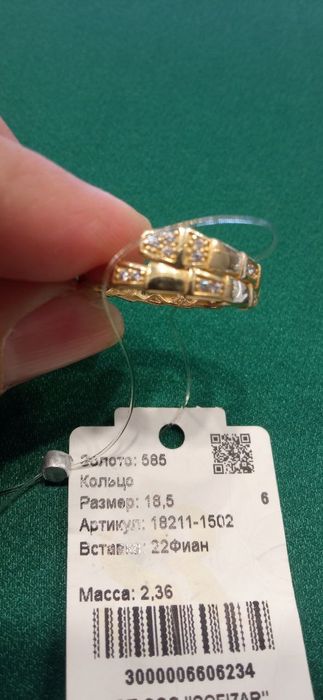 Золото: 585
Кольцо
Размер: 18,5
6
Артикул: 18211-1502
Вставка: 22Фиан
Масса: 2,36
3000006606234